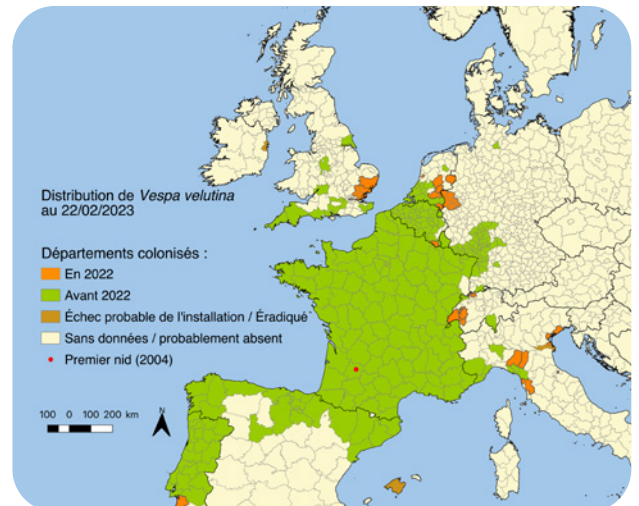 Distribution de Vespa velutina
au 22/02/2023
Départements colonisés :
En 2022
Avant 2022
Échec probable de l'installation / Éradiqué
Sans données / probablement absent
Premier nid (2004)
100 0 100 200 km
N